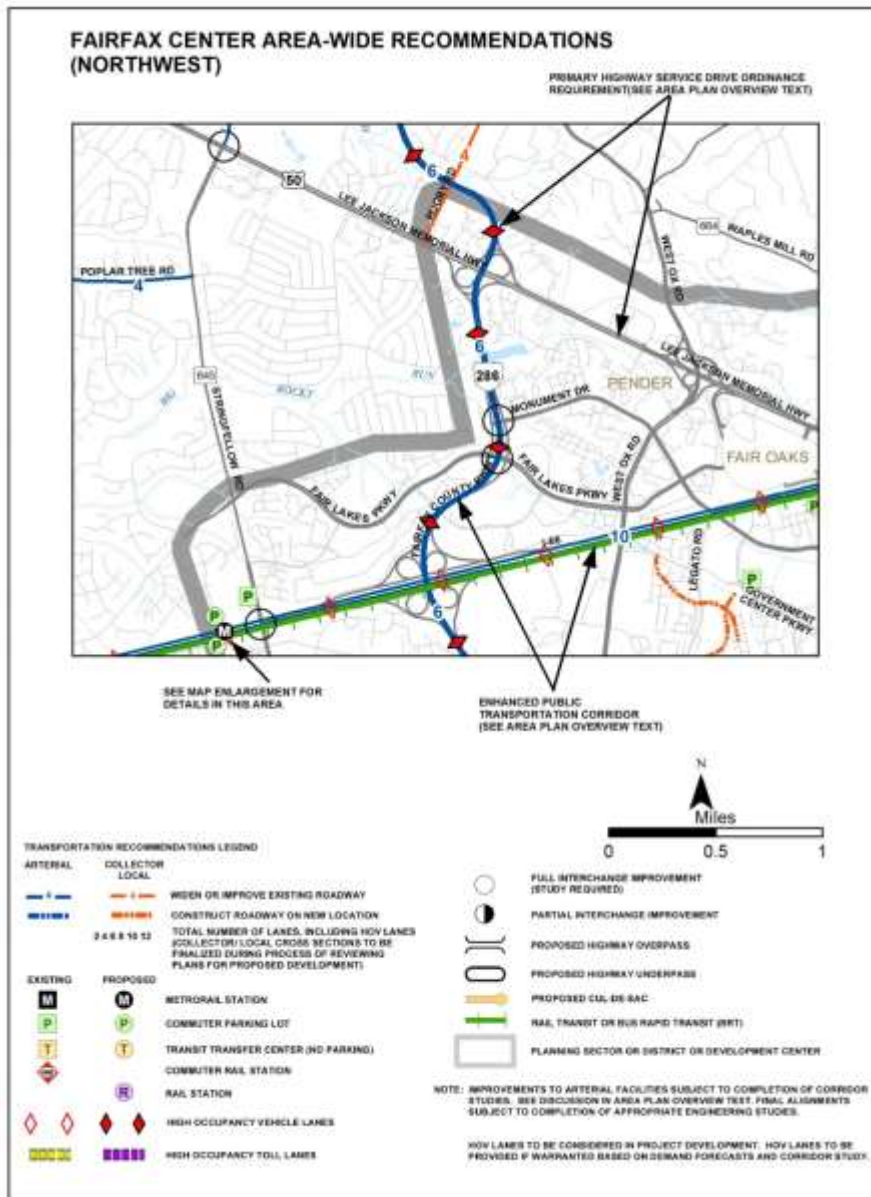 FAIRFAX CENTER AREA-WIDE RECOMMENDATIONS
(NORTHWEST)
PRIMARY HIGHWAY SERVICE DRIVE ORDINANCE
REQUIREMENT(SEE AREA PLAN OVERVIEW TEXT)
50
6
4
LEE JACKSON MEMORIAL HWY
POPLAR TREE RD
4
WEST OX RD
664
WAPLES MILL RD
6
286
645
STRINGFELLOW RD
ROCKY
RUN
MONUMENT DR
PENDER
LEE JACKSON MEMORIAL HWY
FAIR OAKS
FAIR LAKES PKWY
COUNTY
FAIR LAKES PKWY
WEST OX RD
I-66
10
LEGATO RD
P
GOVERNMENT
CENTER PKWY
P
P
M
P
6
SEE MAP ENLARGEMENT FOR
DETAILS IN THIS AREA
ENHANCED PUBLIC
TRANSPORTATION CORRIDOR
(SEE AREA PLAN OVERVIEW TEXT)
N
Miles
0 0.5 1
TRANSPORTATION RECOMMENDATIONS LEGEND
ARTERIAL COLLECTOR
LOCAL
WIDEN OR IMPROVE EXISTING ROADWAY
CONSTRUCT ROADWAY ON NEW LOCATION
2 4 6 8 10 12 TOTAL NUMBER OF LANES, INCLUDING HOV LANES
(COLLECTOR/ LOCAL CROSS SECTIONS TO BE
FINALIZED DURING PROCESS OF REVIEWING
PLANS FOR PROPOSED DEVELOPMENT)
EXISTING PROPOSED
M M METRORAIL STATION
P P COMMUTER PARKING LOT
T T TRANSIT TRANSFER CENTER (NO PARKING)
COMMUTER RAIL STATION
R RAIL STATION
HIGH OCCUPANCY VEHICLE LANES
HIGH OCCUPANCY TOLL LANES
FULL INTERCHANGE IMPROVEMENT
(STUDY REQUIRED)
PARTIAL INTERCHANGE IMPROVEMENT
PROPOSED HIGHWAY OVERPASS
PROPOSED HIGHWAY UNDERPASS
PROPOSED CUL-DE-SAC
RAIL TRANSIT OR BUS RAPID TRANSIT (BRT)
PLANNING SECTOR OR DISTRICT OR DEVELOPMENT CENTER
NOTE: IMPROVEMENTS TO ARTERIAL FACILITIES SUBJECT TO COMPLETION OF CORRIDOR
STUDIES. SEE DISCUSSION IN AREA PLAN OVERVIEW TEXT. FINAL ALIGNMENTS
SUBJECT TO COMPLETION OF APPROPRIATE ENGINEERING STUDIES.
HOV LANES TO BE CONSIDERED IN PROJECT DEVELOPMENT. HOV LANES TO BE
PROVIDED IF WARRANTED BASED ON DEMAND FORECASTS AND CORRIDOR STUDY.